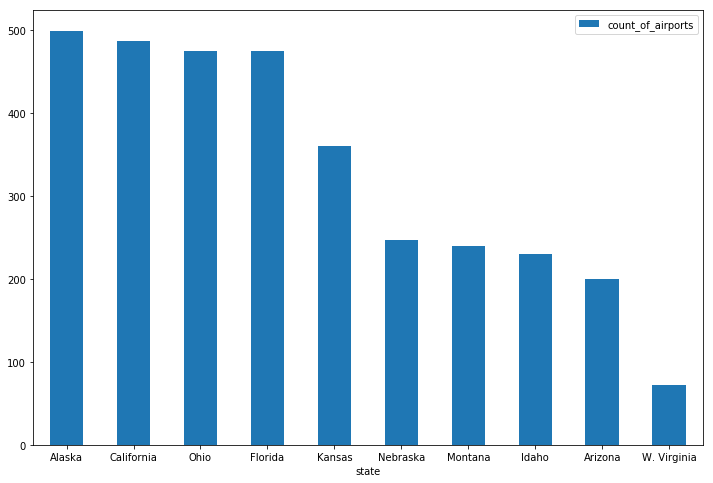 count_of_airports
500
400
300
200
100
0
Alaska California Ohio Florida Kansas Nebraska Montana Idaho Arizona W. Virginia
state